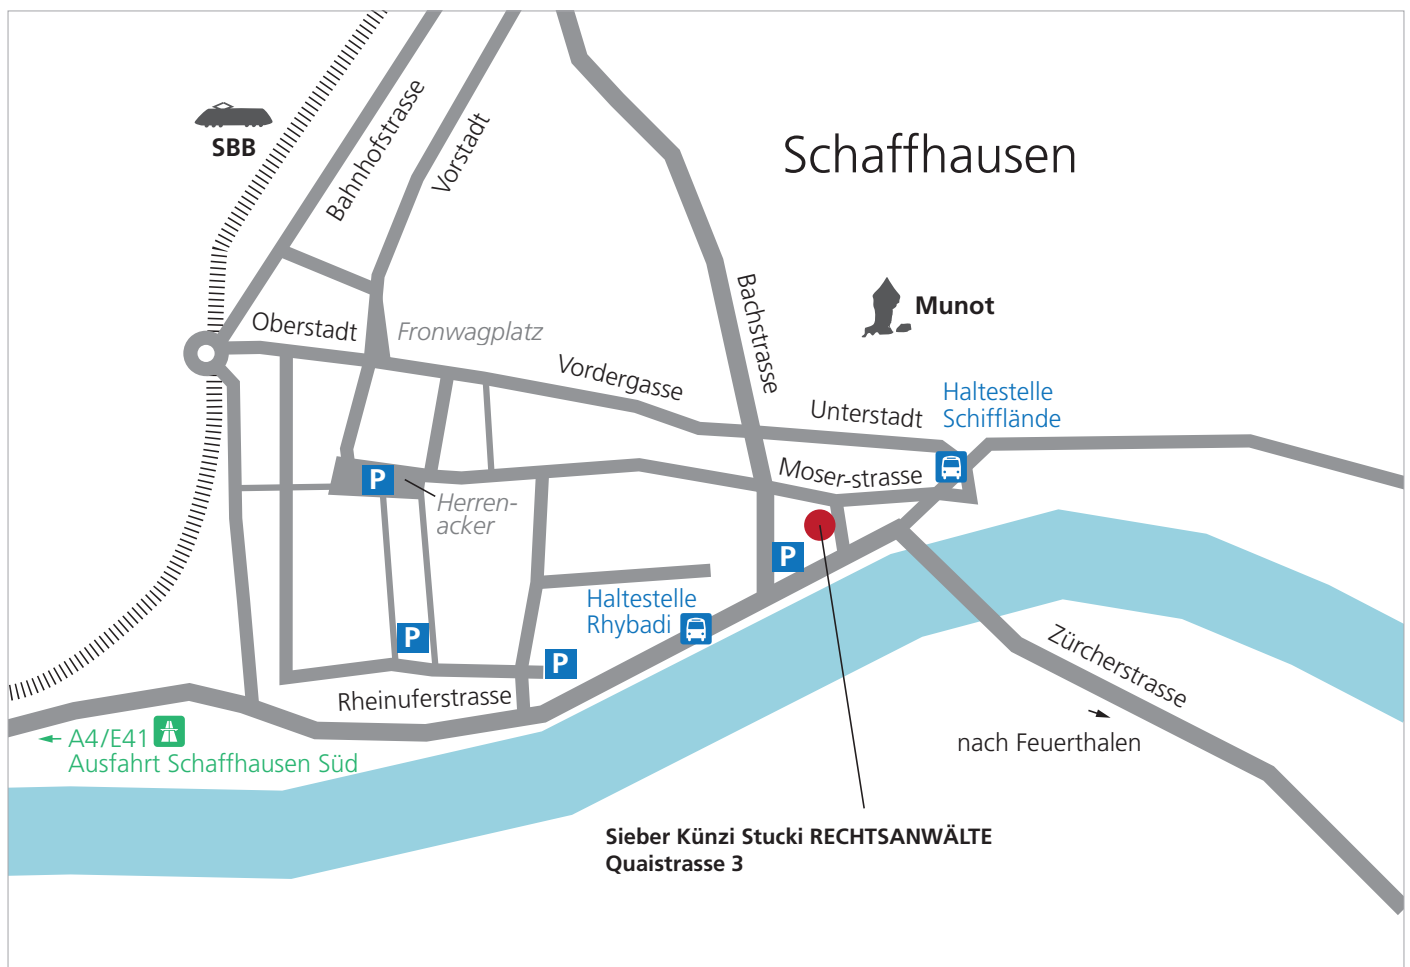 SBB
Bahnhofstrasse
Vorstadt
Schaffhausen
Bachstrasse
Munot
Oberstadt
Fronwagplatz
Vordergasse
Unterstadt
Haltestelle
Schifflände
Moser-strasse
P
Herren-
acker
P
Haltestelle
Rhybadi
P
P
Rheinuferstrasse
Zürcherstrasse
A4/E41
Ausfahrt Schaffhausen Süd
nach Feuerthalen
Sieber Künzi Stucki RECHTSANWÄLTE
Quaistrasse 3